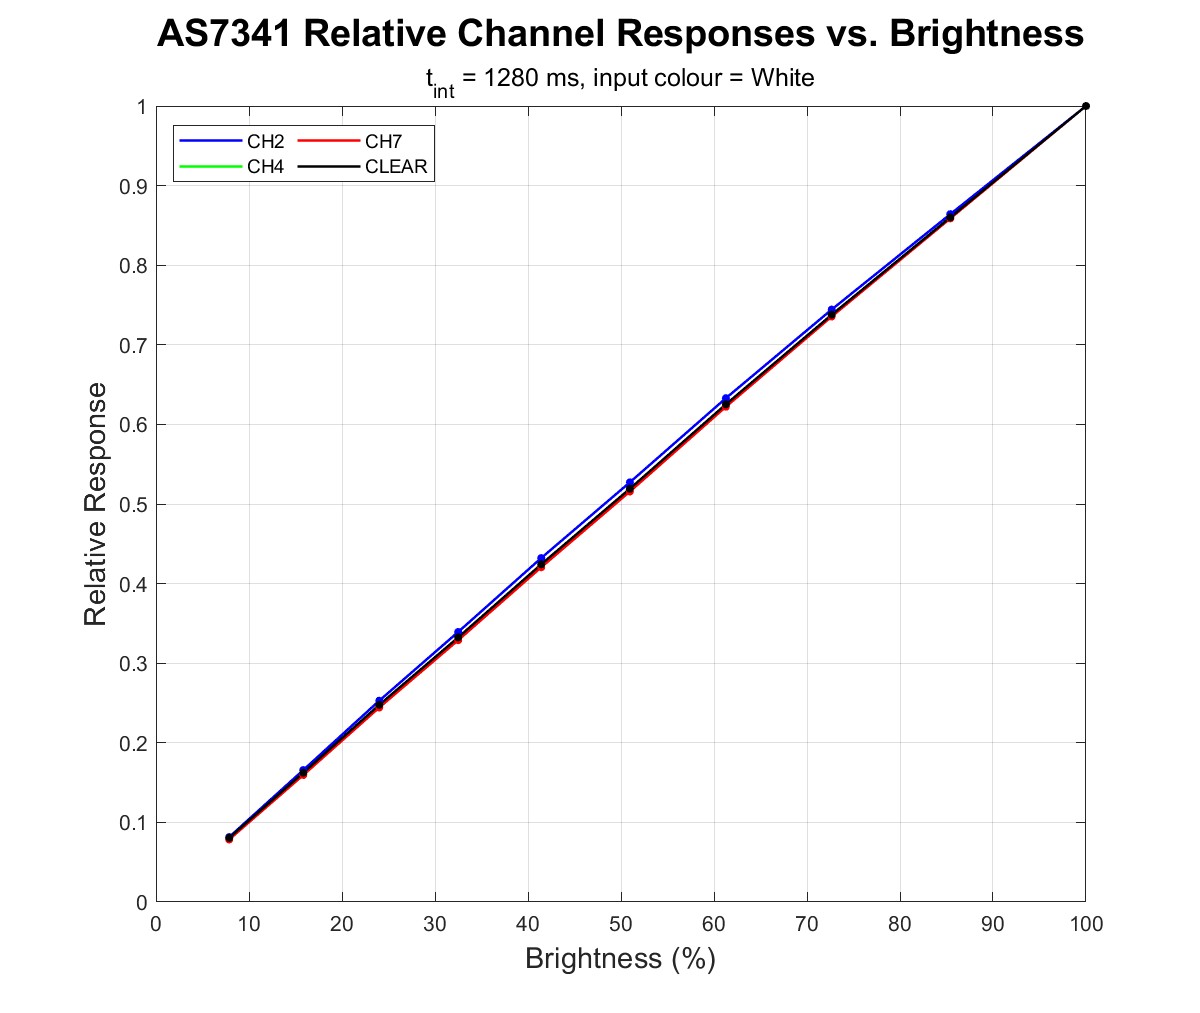 AS7341 Relative Channel Responses vs. Brightness
t_int = 1280 ms, input colour = White
CH2 CH7
CH4 CLEAR
1
0.9
0.8
0.7
0.6
0.5
0.4
0.3
0.2
0.1
0
Relative Response
0 10 20 30 40 50 60 70 80 90 100
Brightness (%)